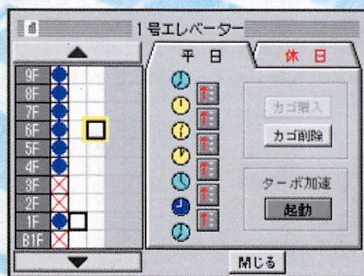 1号エレベーター
平日
休日
9F
8F
7F
6F
5F
4F
3F
2F
1F
B1F
カゴ購入
カゴ削除
ターボ加速
起動
閉じる